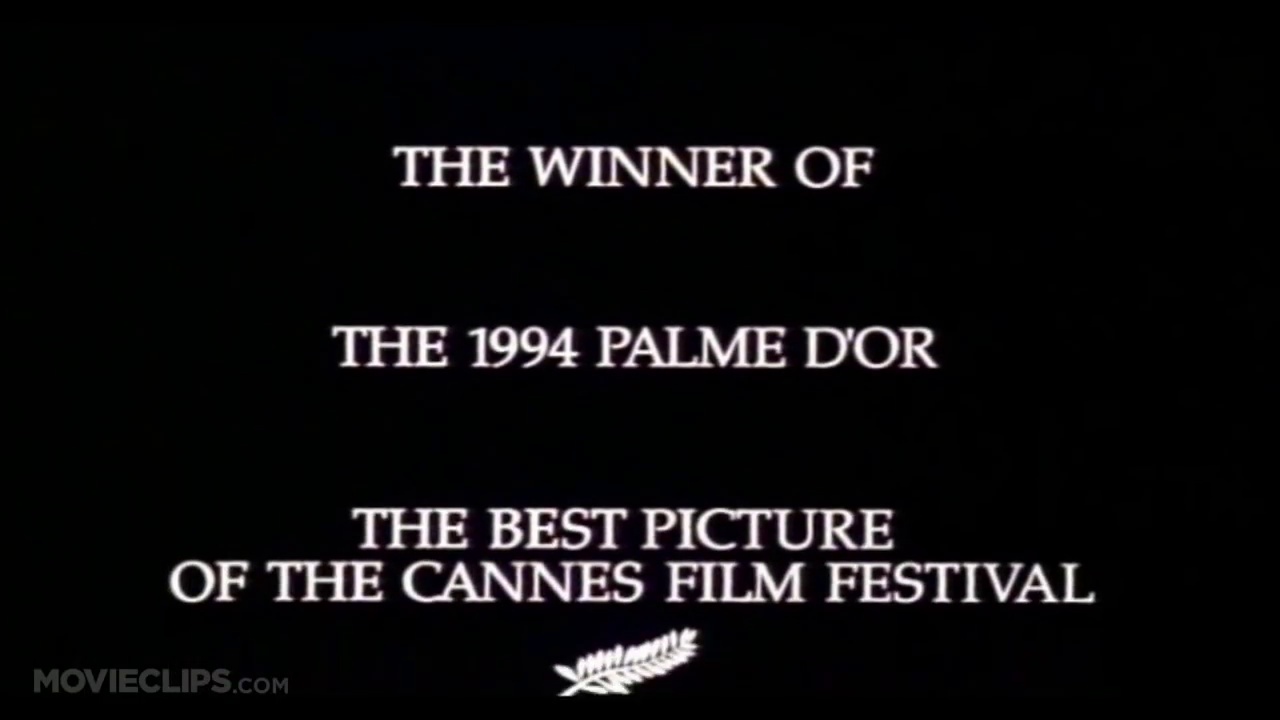 THE WINNER OF
THE 1994 PALME D'OR
THE BEST PICTURE
OF THE CANNES FILM FESTIVAL
MOVIECLIPS.COM